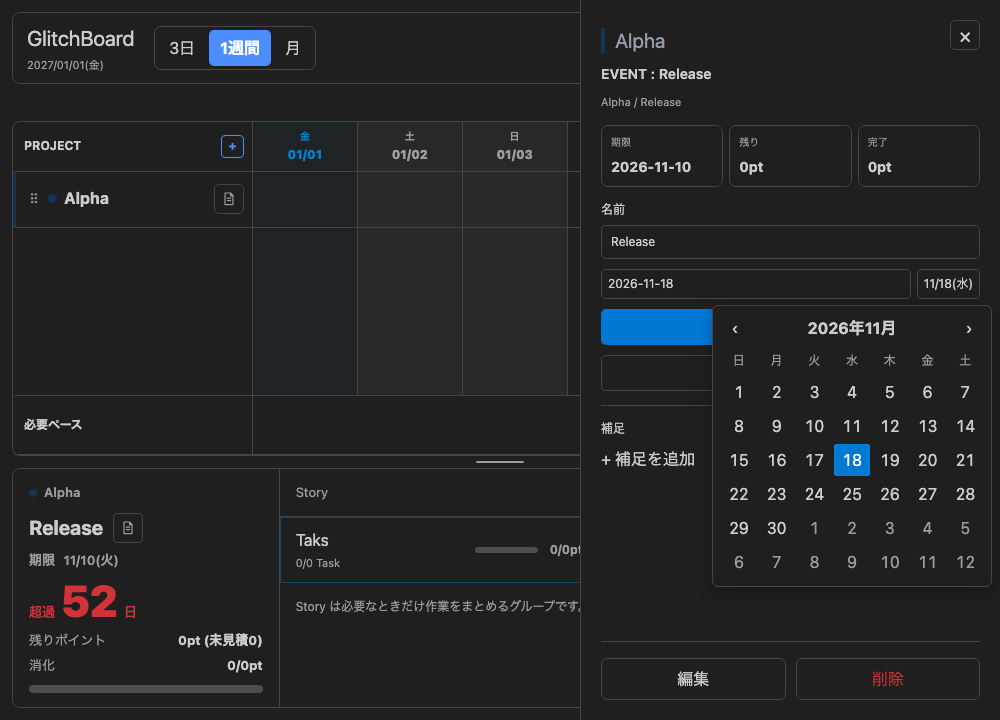 GlitchBoard
2027/01/01(金)
3日 1週間 月
PROJECT +
金
01/01
土
01/02
日
01/03
Alpha
必要ペース
Alpha
Release
期限 11/10(火)
超過 52 日
残りポイント 0pt (未見積0)
消化 0/0pt
Story
Taks
0/0 Task
0/0pt
Story は必要なときだけ作業をまとめるグループです。
Alpha
×
EVENT : Release
Alpha / Release
期限
2026-11-10
残り
0pt
完了
0pt
名前
Release
2026-11-18 11/18(水)
‹ 2026年11月 ›
日 月 火 水 木 金 土
1 2 3 4 5 6 7
8 9 10 11 12 13 14
15 16 17 18 19 20 21
22 23 24 25 26 27 28
29 30 1 2 3 4 5
6 7 8 9 10 11 12
補足
+ 補足を追加
編集 削除